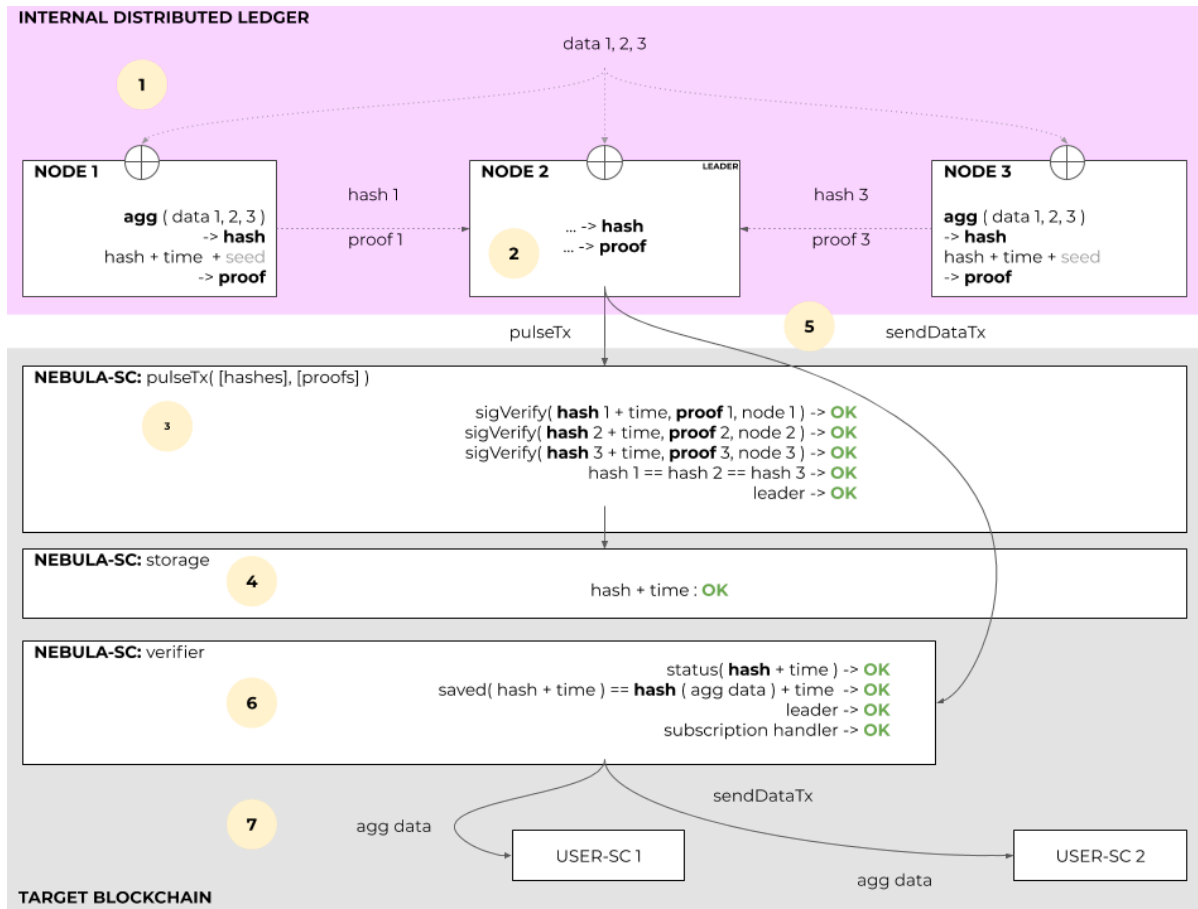 INTERNAL DISTRIBUTED LEDGER
data 1, 2, 3
1
NODE 1
agg ( data 1, 2, 3 )
-> hash
hash + time + seed
-> proof
hash 1
proof 1
NODE 2
LEADER
... -> hash
... -> proof
2
hash 3
proof 3
NODE 3
agg ( data 1, 2, 3 )
-> hash
hash + time + seed
-> proof
pulseTx
5
sendDataTx
NEBULA-SC: pulseTx( [hashes], [proofs] )
3
sigVerify( hash 1 + time, proof 1, node 1 ) -> OK
sigVerify( hash 2 + time, proof 2, node 2 ) -> OK
sigVerify( hash 3 + time, proof 3, node 3 ) -> OK
hash 1 == hash 2 == hash 3 -> OK
leader -> OK
NEBULA-SC: storage
4
hash + time : OK
NEBULA-SC: verifier
6
status( hash + time ) -> OK
saved( hash + time ) == hash ( agg data ) + time -> OK
leader -> OK
subscription handler -> OK
7
agg data
sendDataTx
USER-SC 1
agg data
USER-SC 2
TARGET BLOCKCHAIN